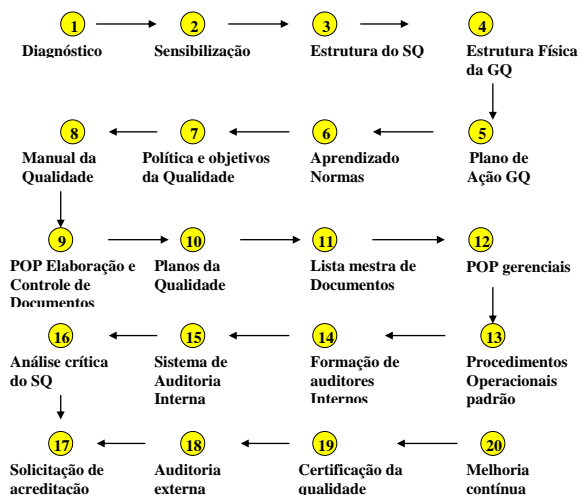 1 2 3 4
Diagnóstico Sensibilização Estrutura do SQ Estrutura Física
da GQ
8 7 6 5
Manual da Política e objetivos Aprendizado Plano de
Qualidade da Qualidade Normas Ação GQ
9 10 11 12
POP Elaboração e Planos da Lista mestra de POP gerenciais
Controle de Qualidade Documentos
Documentos
16 15 14 13
Análise crítica Sistema de Formação de Procedimentos
do SQ Auditoria auditores Operacionais
Interna Internos padrão
17 18 19 20
Solicitação de Auditoria Certificação da Melhoria
acreditação externa qualidade contínua